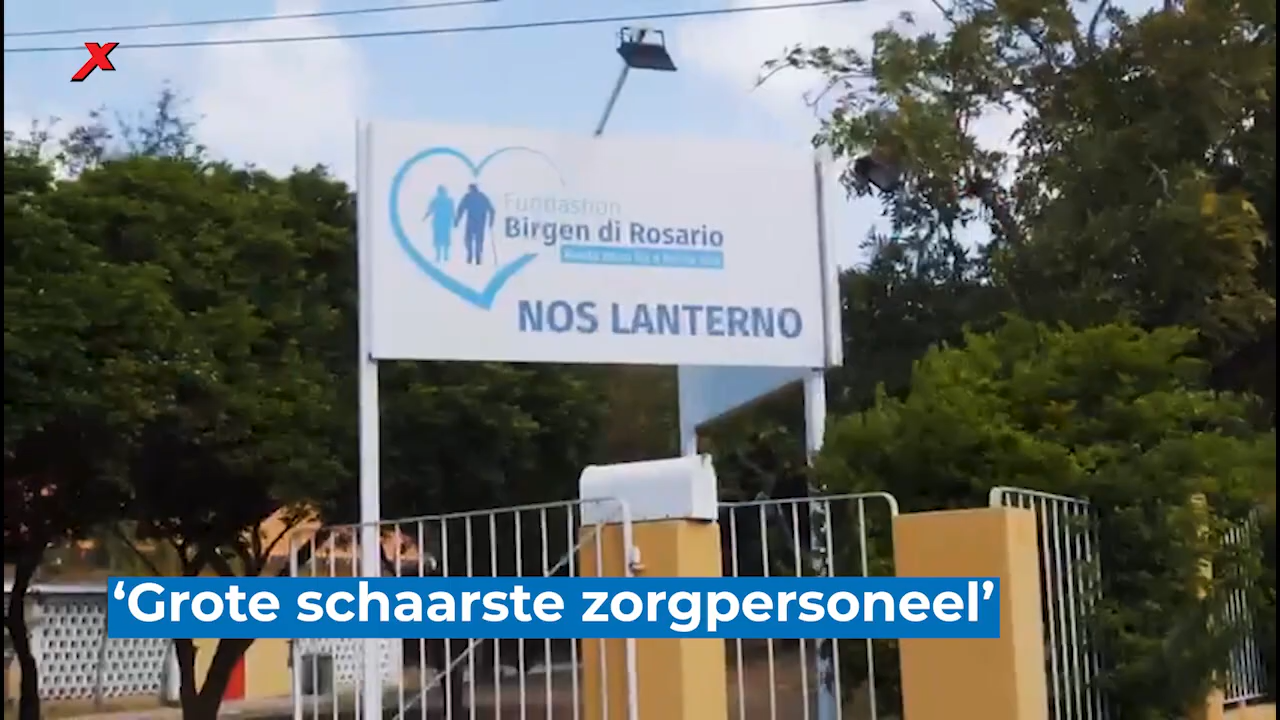 X
Fundashon
Birgen di Rosario
NOS LANTERNO
‘Grote schaarste zorgpersoneel’